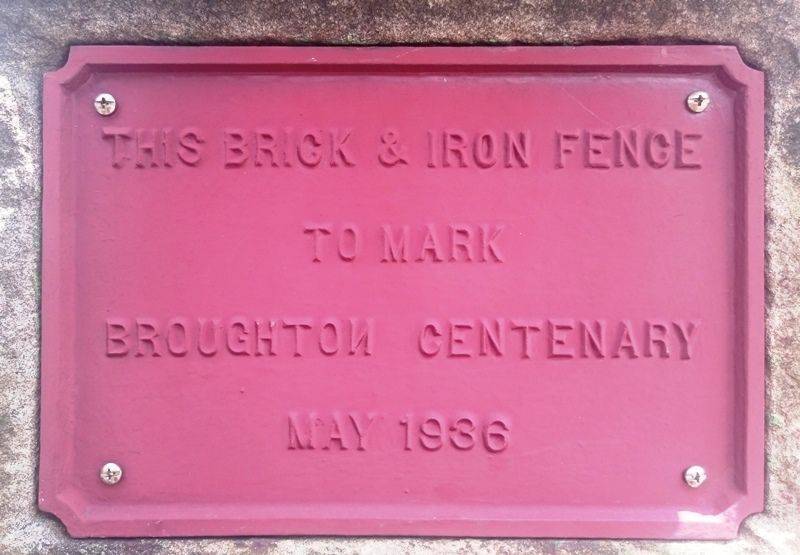 THIS BRICK & IRON FENCE
TO MARK
BROUGHTON CENTENARY
MAY 1936